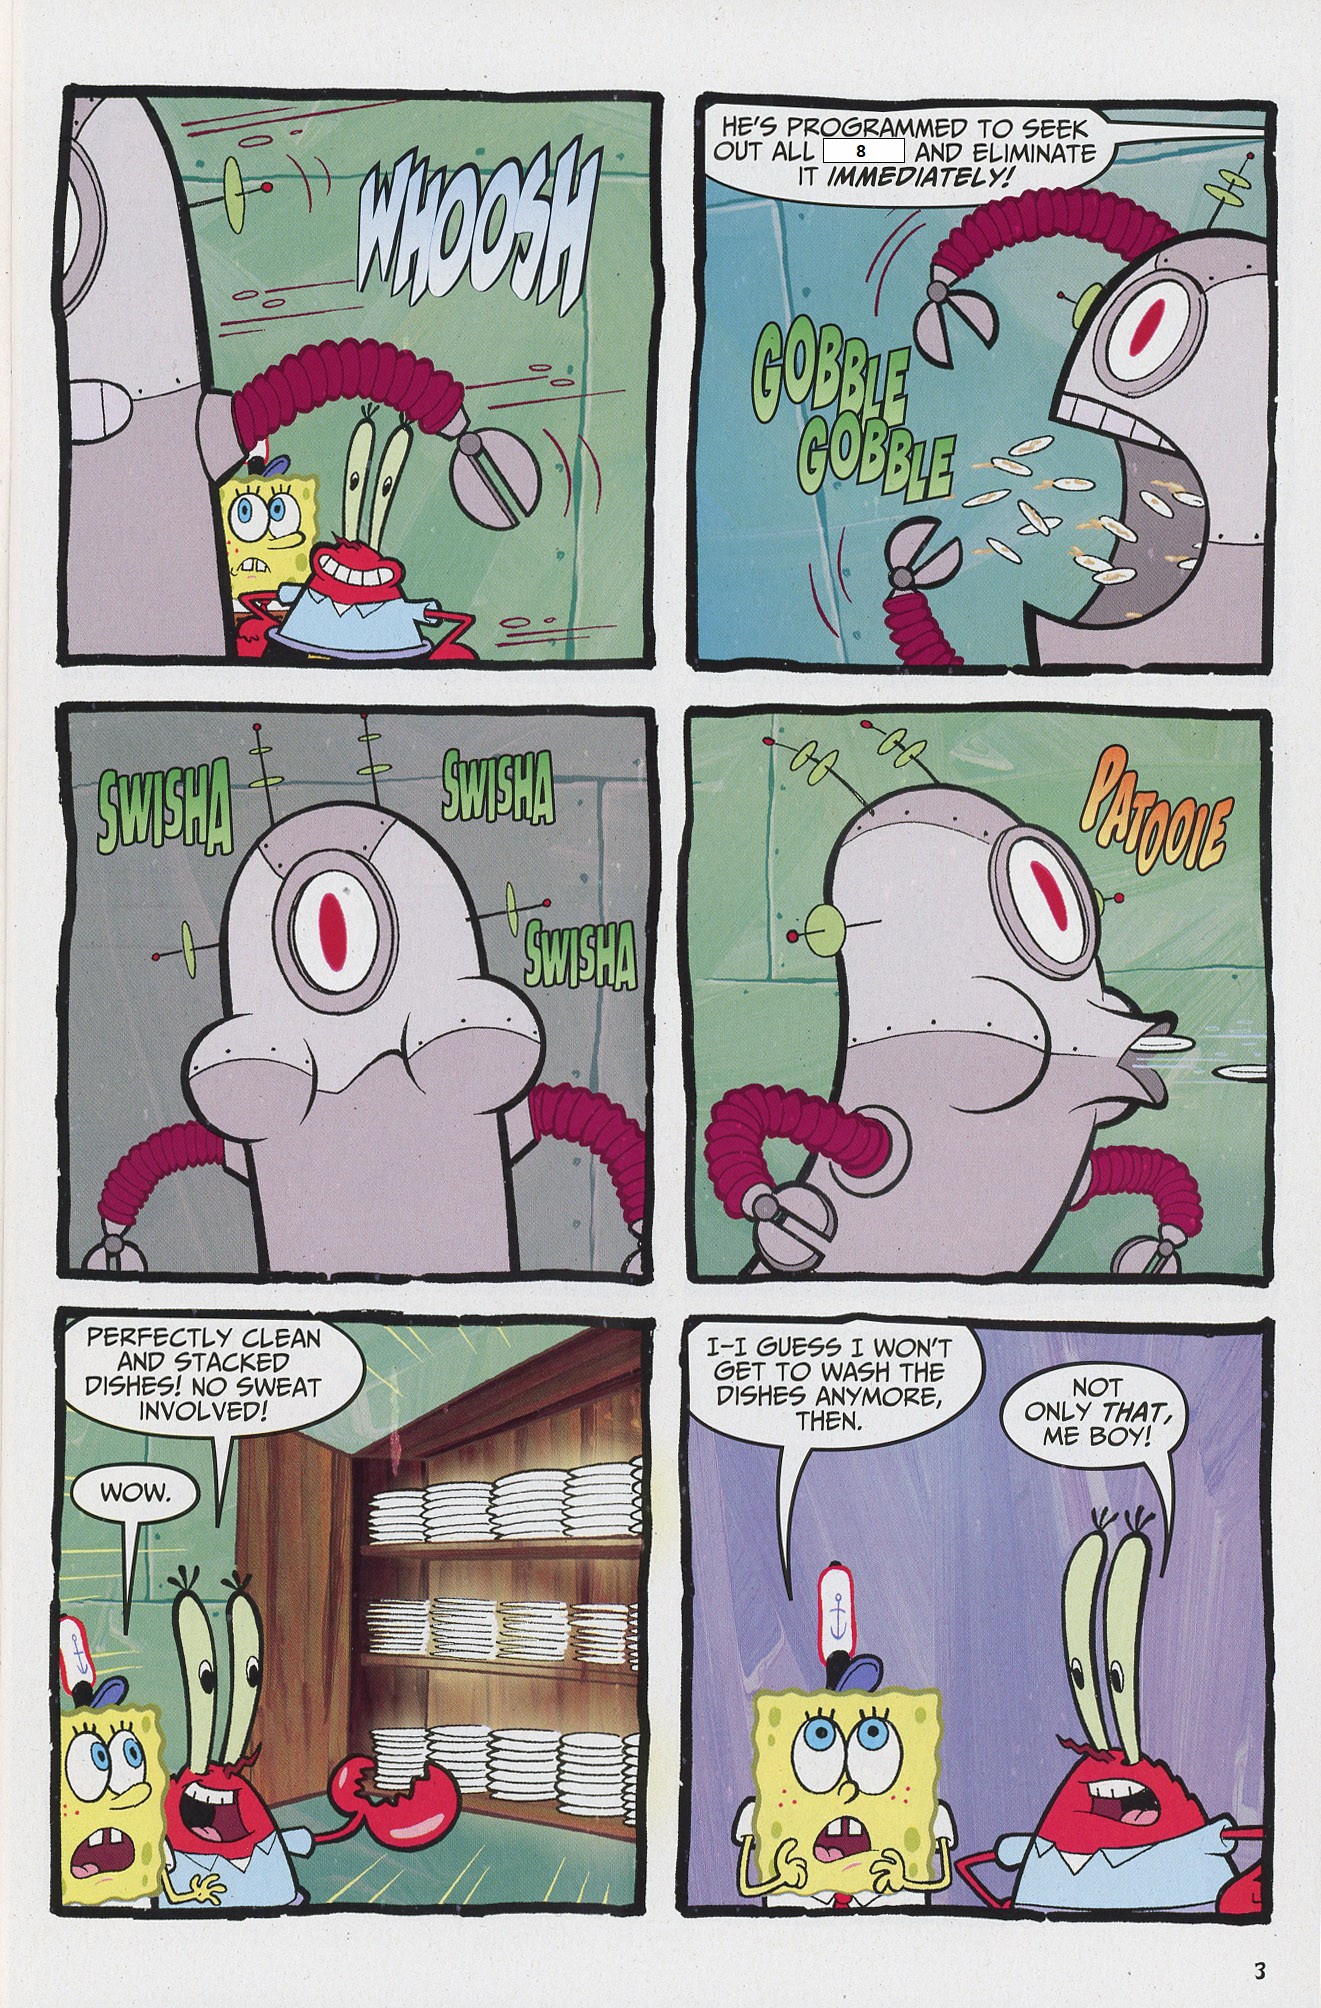 WHOOSH
HE'S PROGRAMMED TO SEEK
OUT ALL 8 AND ELIMINATE
IT IMMEDIATELY!
GOBBLE
GOBBLE
SWISHA
SWISHA
SWISHA
PATOOIE
PERFECTLY CLEAN
AND STACKED
DISHES! NO SWEAT
INVOLVED!
WOW.
I-I GUESS I WON'T
GET TO WASH THE
DISHES ANYMORE,
THEN.
NOT
ONLY THAT,
ME BOY!
3